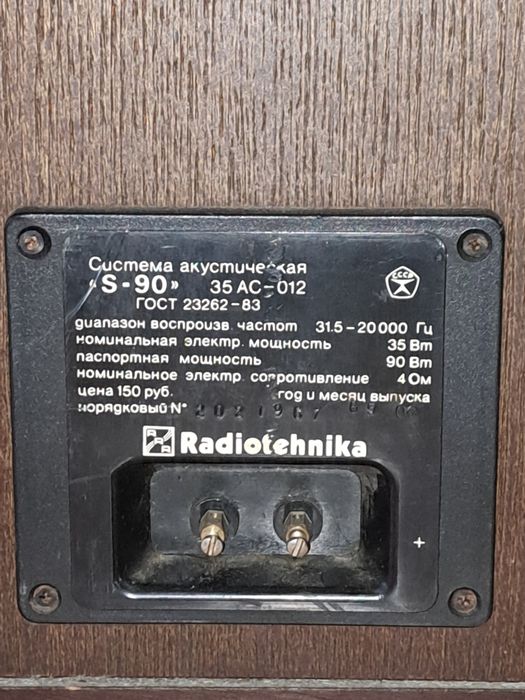 Система акустическая
«S-90» 35 АС-012
ГОСТ 23262-83
СССР
диапазон воспроизв. частот 31.5-20000 Гц
номинальная электр. мощность 35 Вт
паспортная мощность 90 Вт
номинальное электр. сопротивление 4 Ом
цена 150 руб. год и месяц выпуска
порядковый N°
Radiotehnika
+